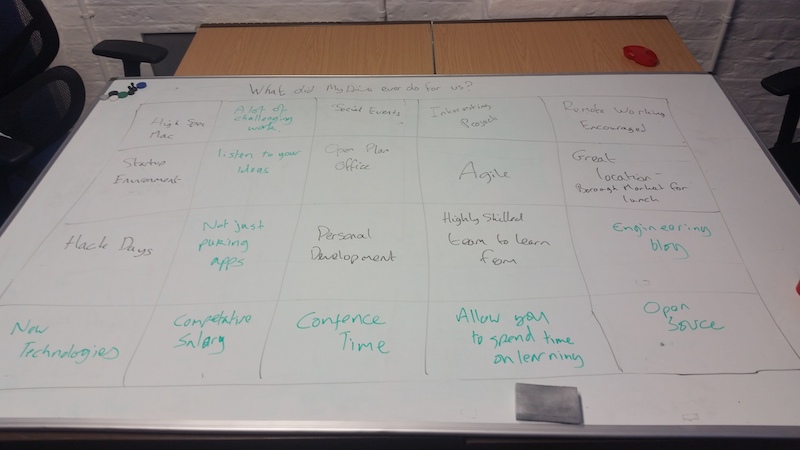 What did MyDrive ever do for us?
High Spec
Mac
A lot of
challenging
work.
Social Events
Interesting
Project
Remote Working
Encouraged
Startup
Environment
listen to your
ideas
Open Plan
Office
Agile
Great
location -
Borough Market for
lunch
Hack Days
Not just
puking
apps
Personal
Development
Highly Skilled
team to learn
from
Engineering
blog
New
Technologies
Competative
Salary
Confence
Time
Allow you
to spend time
on learning
Open
Source